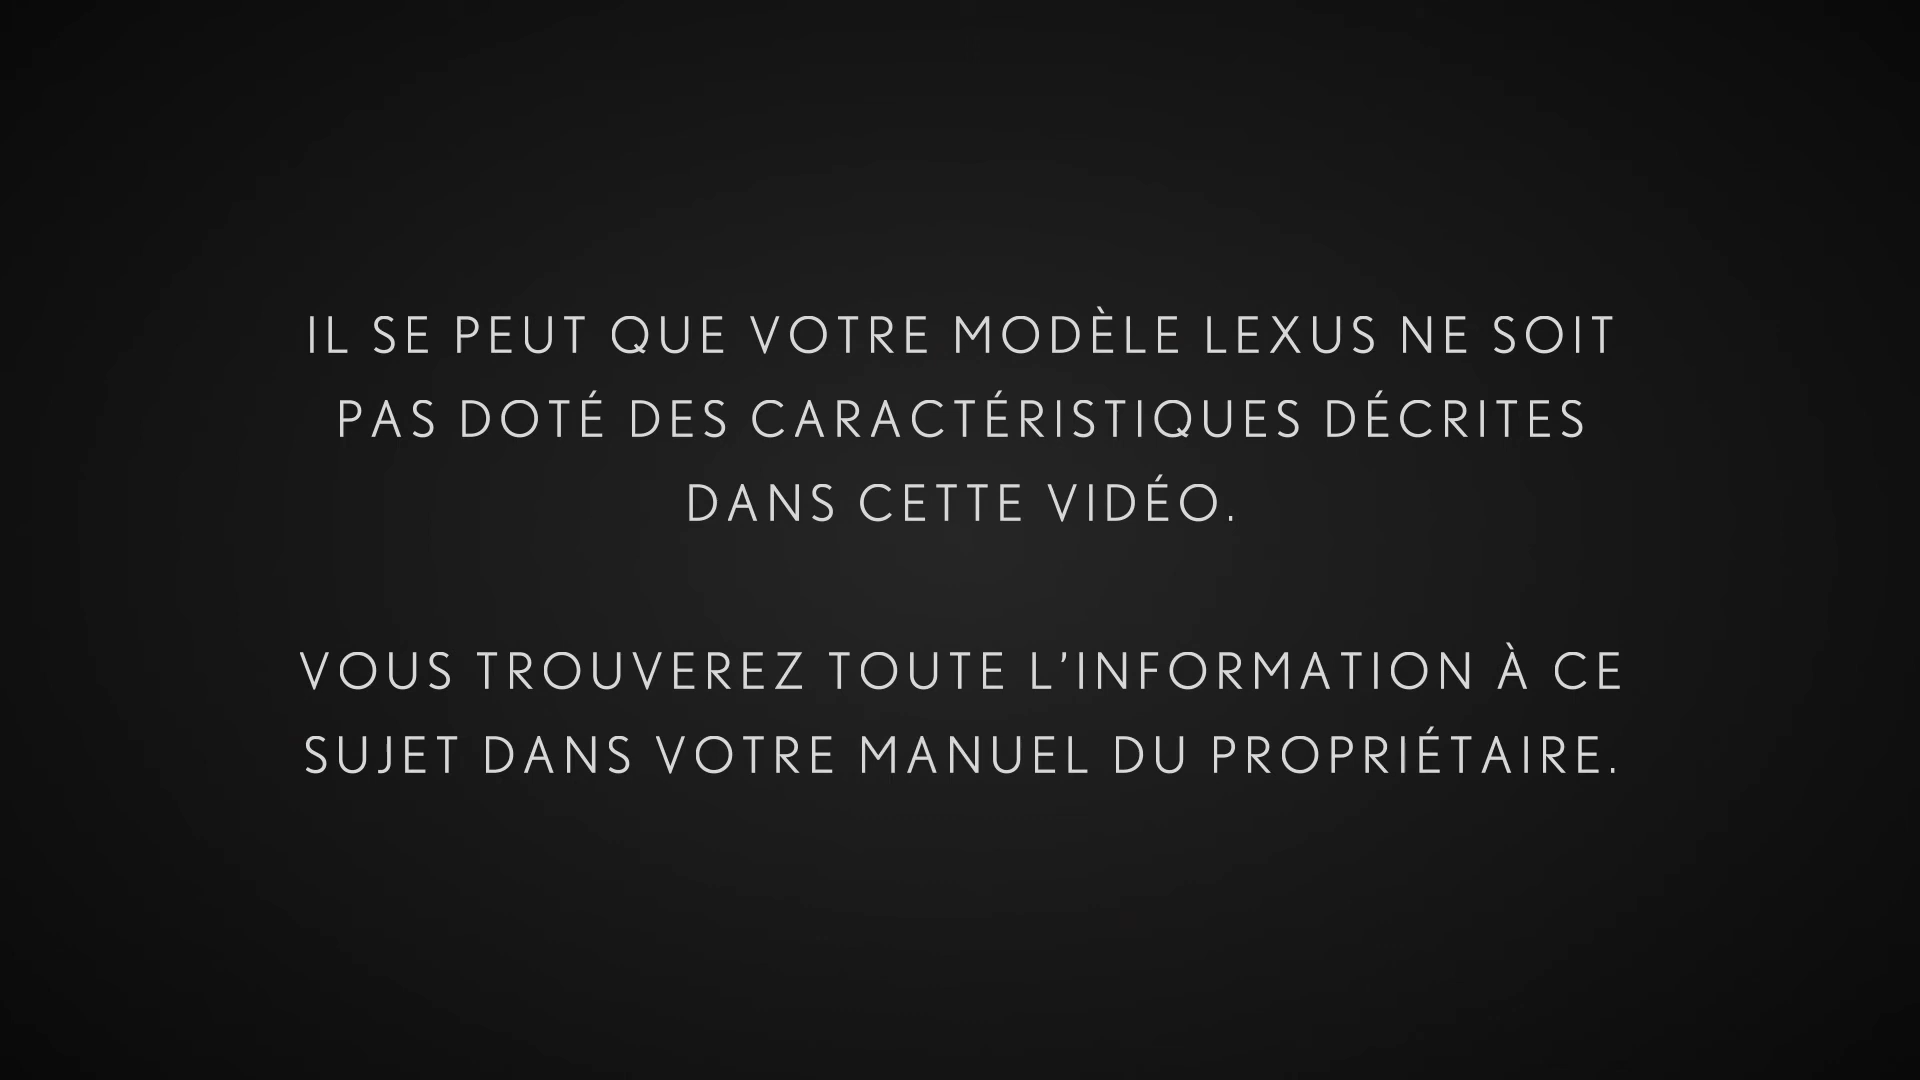 IL SE PEUT QUE VOTRE MODÈLE LEXUS NE SOIT
PAS DOTÉ DES CARACTÉRISTIQUES DÉCRITES
DANS CETTE VIDÉO.
VOUS TROUVEREZ TOUTE L’INFORMATION À CE
SUJET DANS VOTRE MANUEL DU PROPRIÉTAIRE.